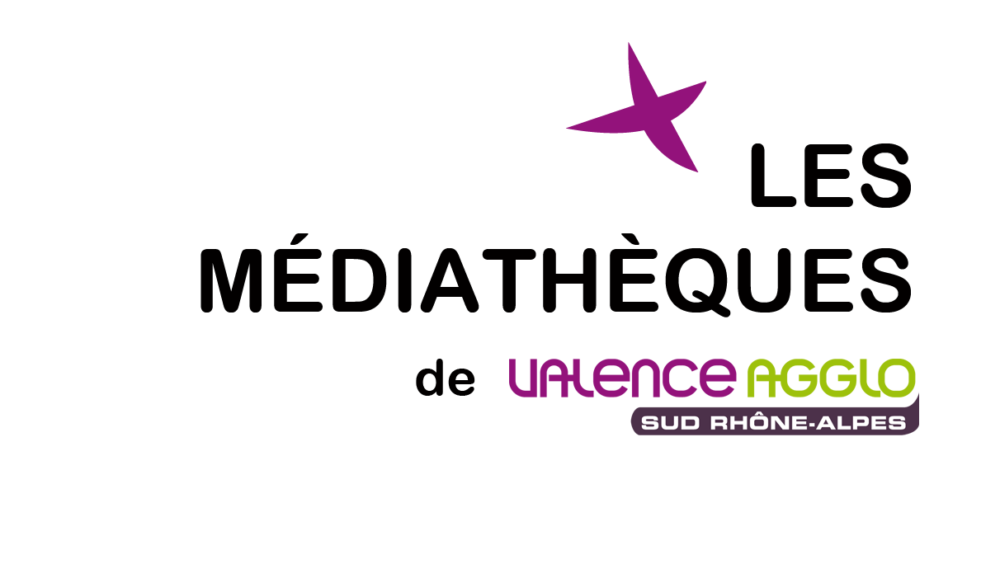 LES
MÉDIATHÈQUES
de VALENCE AGGLO
SUD RHÔNE-ALPES